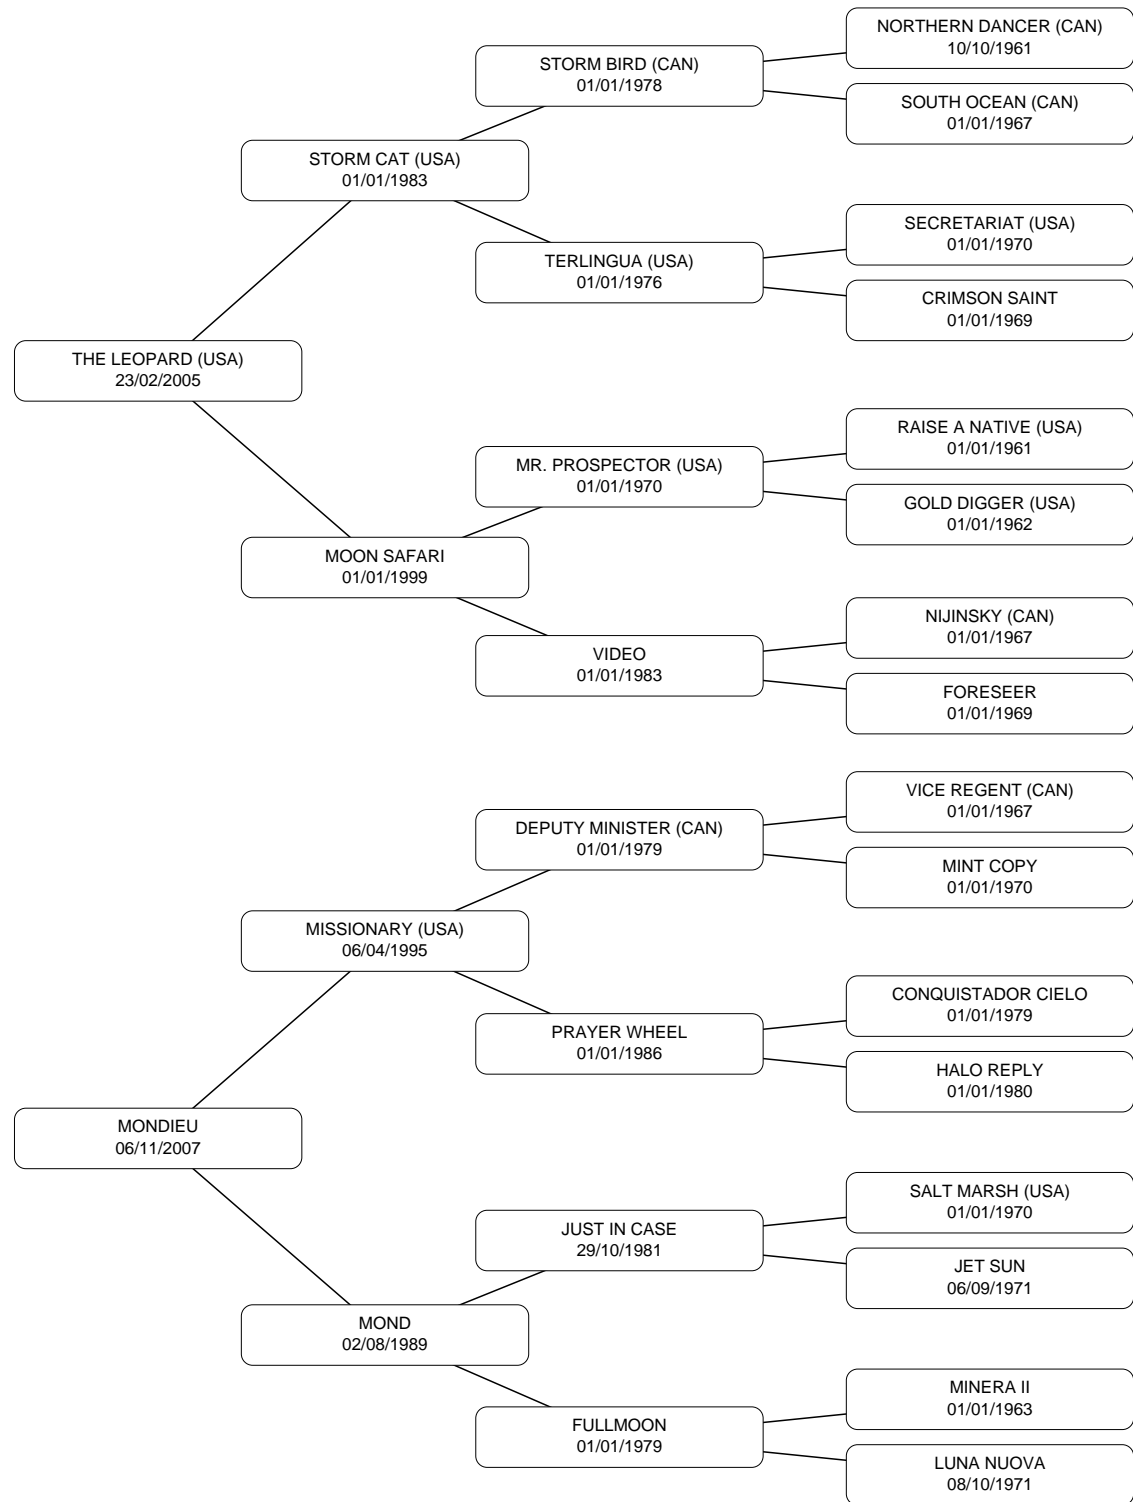 NORTHERN DANCER (CAN)
10/10/1961
STORM BIRD (CAN)
01/01/1978
SOUTH OCEAN (CAN)
01/01/1967
STORM CAT (USA)
01/01/1983
SECRETARIAT (USA)
01/01/1970
TERLINGUA (USA)
01/01/1976
CRIMSON SAINT
01/01/1969
THE LEOPARD (USA)
23/02/2005
RAISE A NATIVE (USA)
01/01/1961
MR. PROSPECTOR (USA)
01/01/1970
GOLD DIGGER (USA)
01/01/1962
MOON SAFARI
01/01/1999
NIJINSKY (CAN)
01/01/1967
VIDEO
01/01/1983
FORESEER
01/01/1969
VICE REGENT (CAN)
01/01/1967
DEPUTY MINISTER (CAN)
01/01/1979
MINT COPY
01/01/1970
MISSIONARY (USA)
06/04/1995
CONQUISTADOR CIELO
01/01/1979
PRAYER WHEEL
01/01/1986
HALO REPLY
01/01/1980
MONDIEU
06/11/2007
SALT MARSH (USA)
01/01/1970
JUST IN CASE
29/10/1981
JET SUN
06/09/1971
MOND
02/08/1989
MINERA II
01/01/1963
FULLMOON
01/01/1979
LUNA NUOVA
08/10/1971